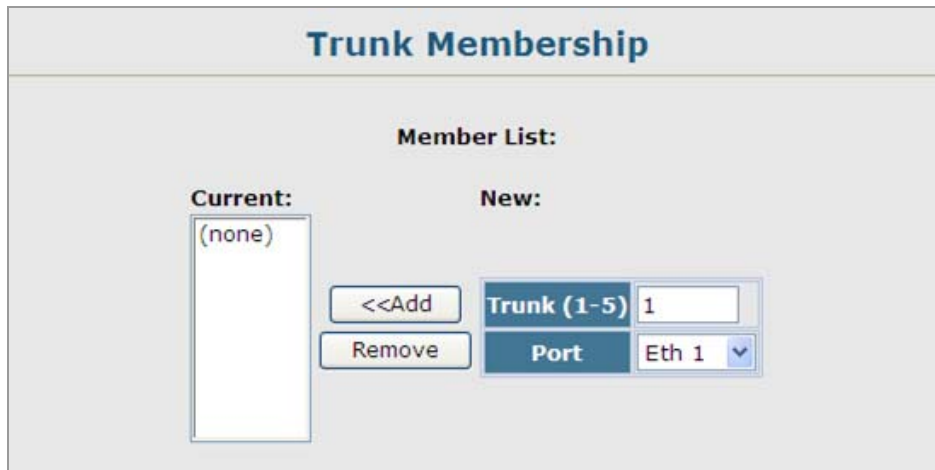 Trunk Membership
Member List:
Current:
New:
(none)
<<Add
Trunk (1-5) 1
Remove
Port Eth 1